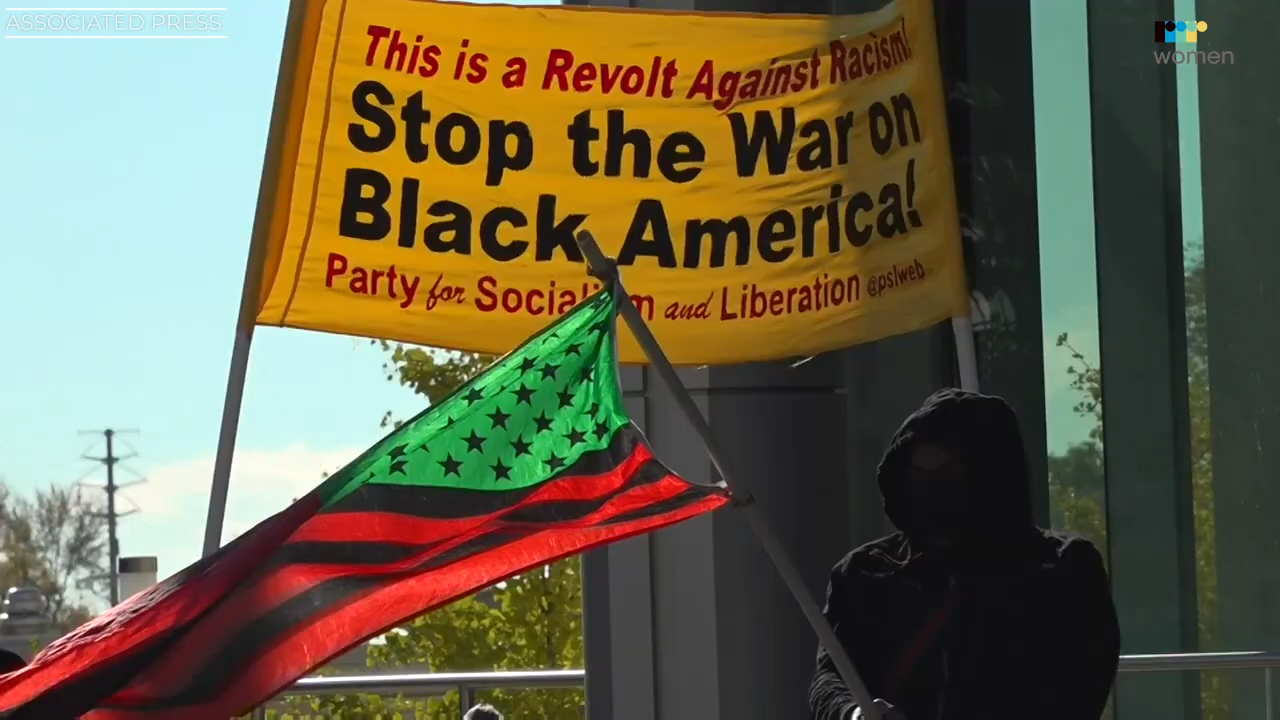 ASSOCIATED PRESS
women
This is a Revolt Against Racism!
Stop the War on
Black America!
Party for Socialism and Liberation @pslweb